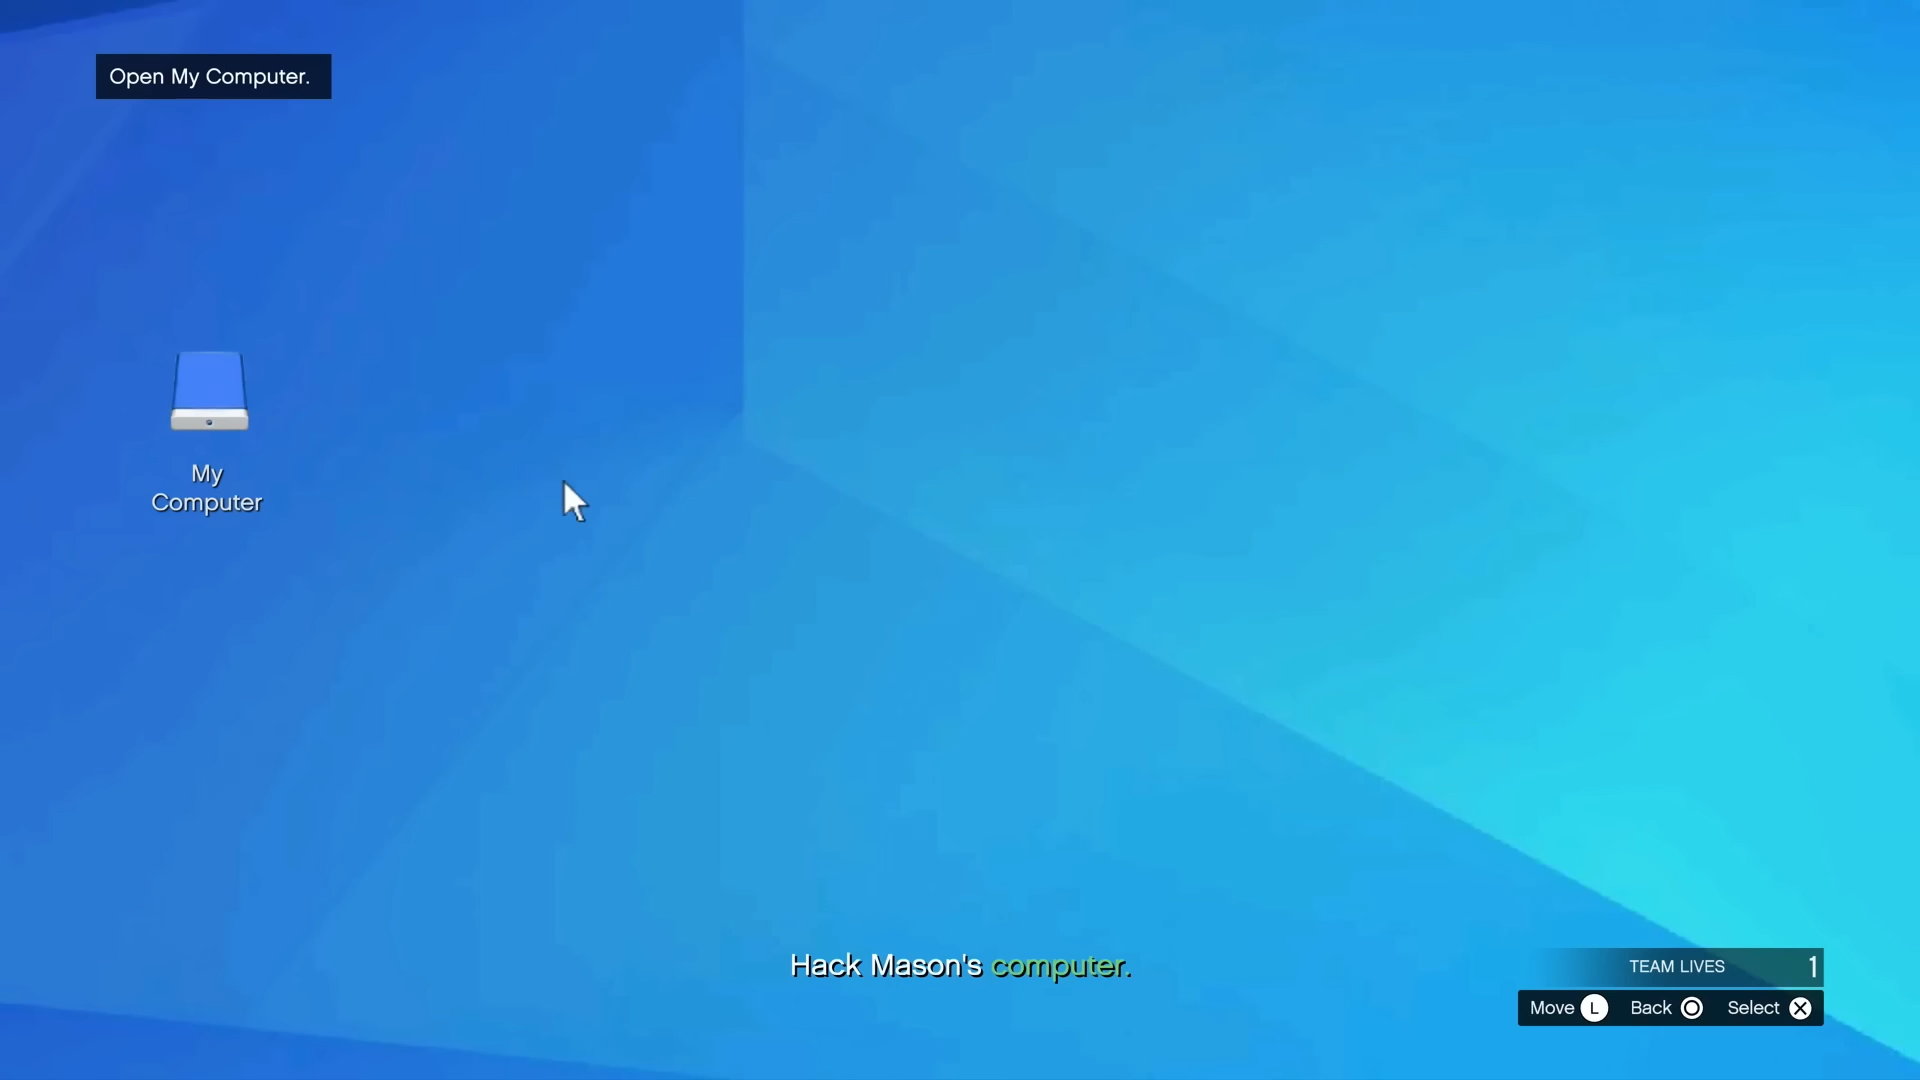 Open My Computer.
My
Computer
Hack Mason's computer.
TEAM LIVES 1
Move L Back Select